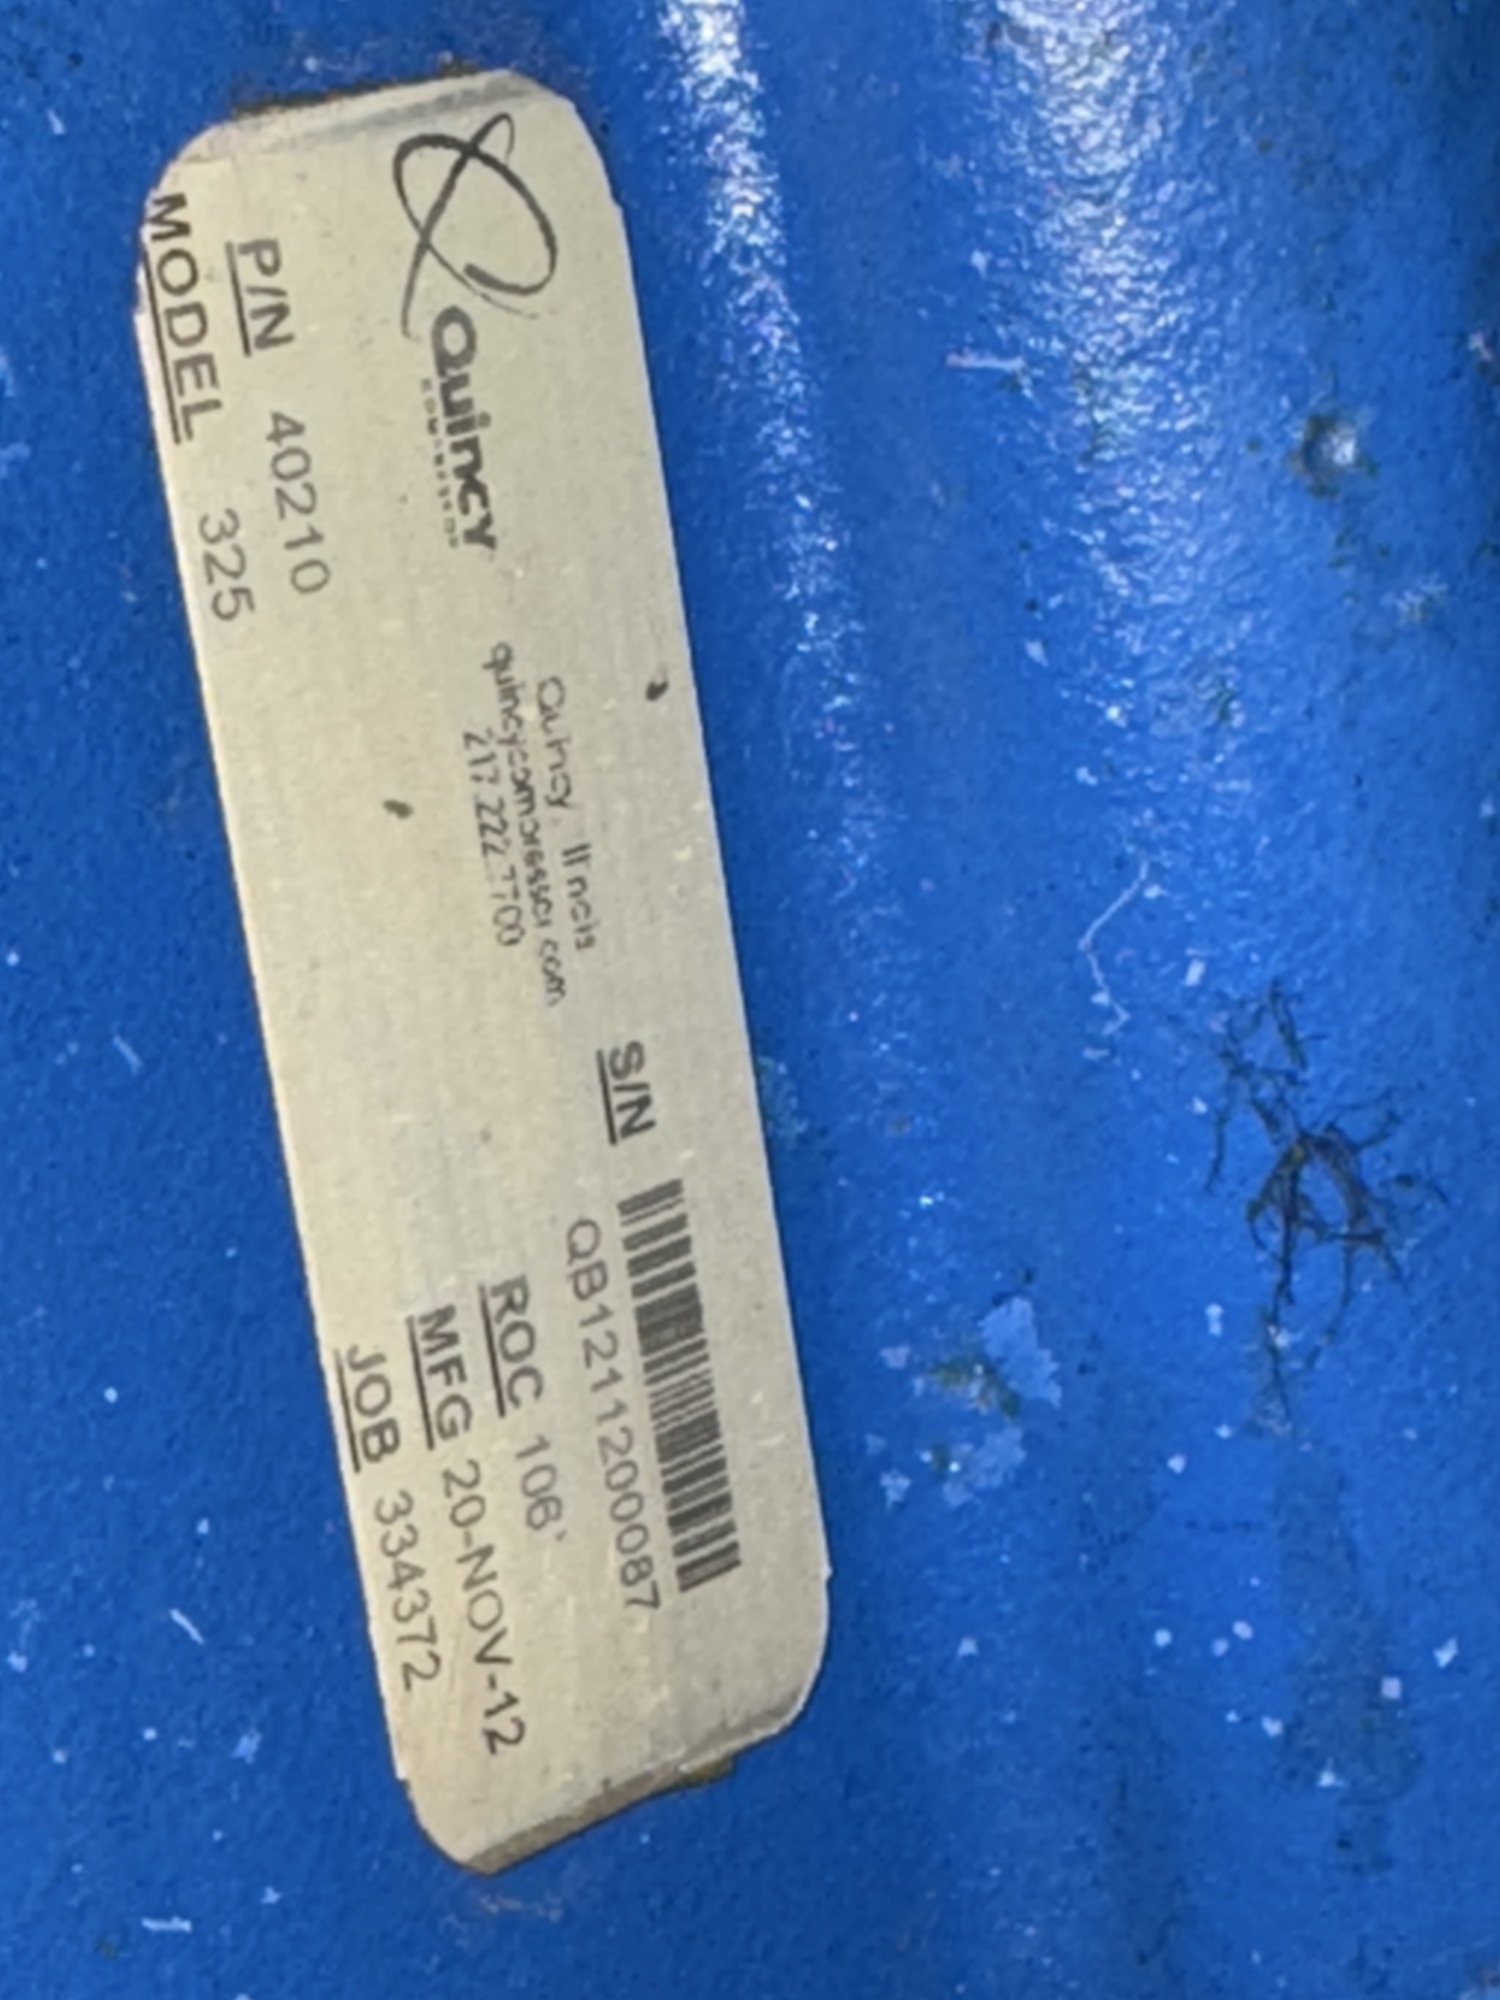 Quincy
COMPRESSOR
Quincy, Illinois
quincycompressor.com
217.222.7700
S/N
QB1211200087
P/N 40210
MODEL 325
ROC 106`
MFG 20-NOV-12
JOB 334372